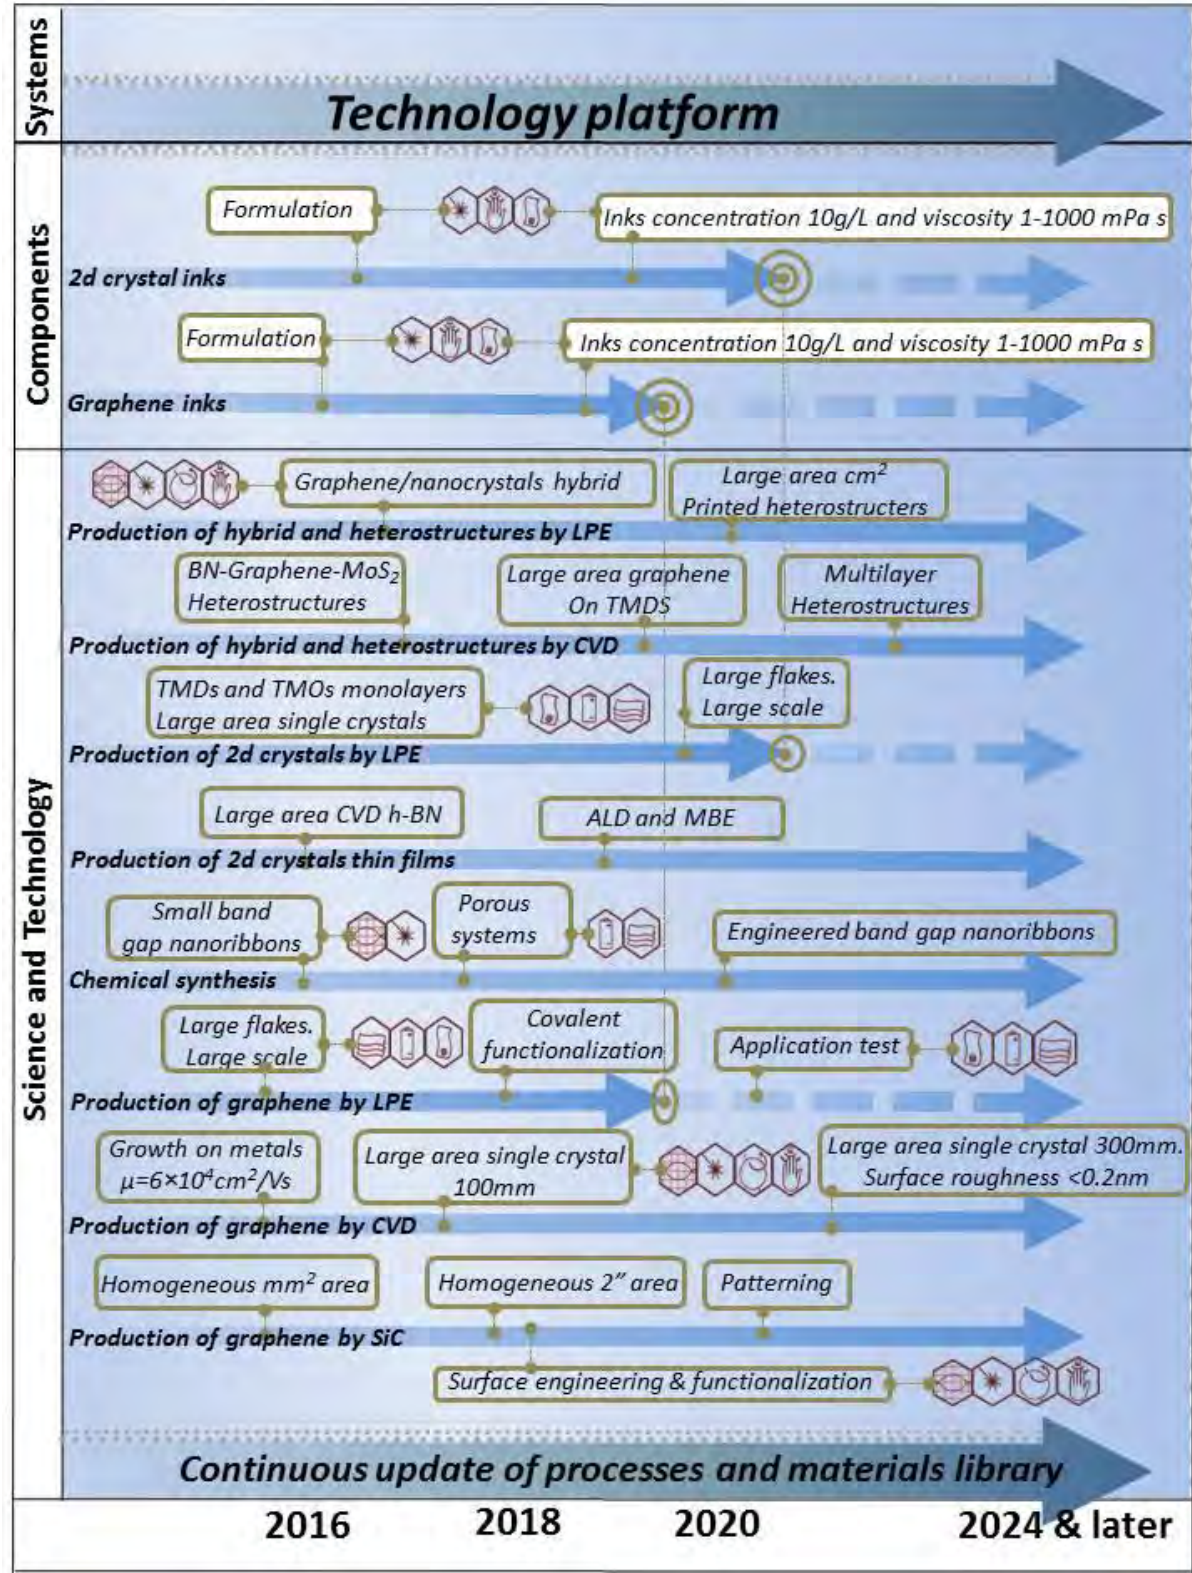 Systems
Technology platform
Components
Formulation
Inks concentration 10g/L and viscosity 1-1000 mPa s
2d crystal inks
Formulation
Inks concentration 10g/L and viscosity 1-1000 mPa s
Graphene inks
Science and Technology
Graphene/nanocrystals hybrid
Large area cm²
Printed heterostructers
Production of hybrid and heterostructures by LPE
BN-Graphene-MoS₂
Heterostructures
Large area graphene
On TMDS
Multilayer
Heterostructures
Production of hybrid and heterostructures by CVD
TMDs and TMOs monolayers
Large area single crystals
Large flakes.
Large scale
Production of 2d crystals by LPE
Large area CVD h-BN
ALD and MBE
Production of 2d crystals thin films
Small band
gap nanoribbons
Porous
systems
Engineered band gap nanoribbons
Chemical synthesis
Large flakes.
Large scale
Covalent
functionalization
Application test
Production of graphene by LPE
Growth on metals
μ=6×10⁴cm²/Vs
Large area single crystal
100mm
Large area single crystal 300mm.
Surface roughness <0.2nm
Production of graphene by CVD
Homogeneous mm² area
Homogeneous 2″ area
Patterning
Production of graphene by SiC
Surface engineering & functionalization
Continuous update of processes and materials library
2016
2018
2020
2024 & later